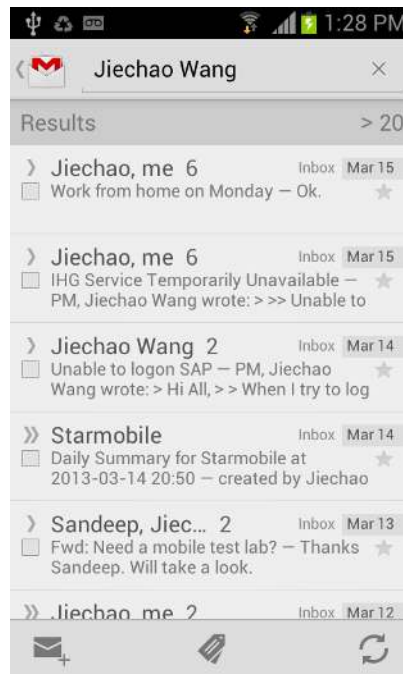 1:28 PM
Jiechao Wang
Results > 20
Jiechao, me 6 Inbox Mar 15
Work from home on Monday — Ok.
Jiechao, me 6 Inbox Mar 15
IHG Service Temporarily Unavailable —
PM, Jiechao Wang wrote: > >> Unable to
Jiechao Wang 2 Inbox Mar 14
Unable to logon SAP — PM, Jiechao
Wang wrote: > Hi All, > > When I try to log
Starmobile Inbox Mar 14
Daily Summary for Starmobile at
2013-03-14 20:50 — created by Jiechao
Sandeep, Jiec... 2 Inbox Mar 13
Fwd: Need a mobile test lab? — Thanks
Sandeep. Will take a look.
Jiechao, me 2 Inbox Mar 12